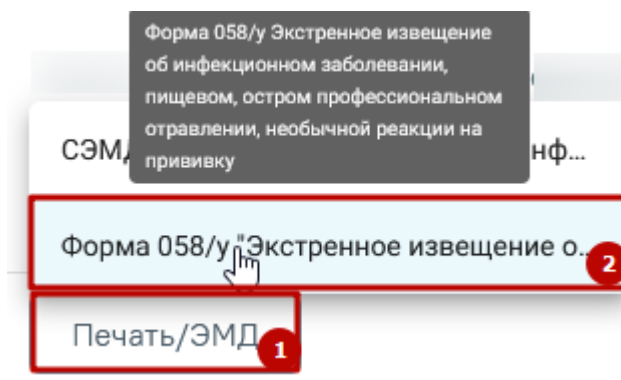 Форма 058/у Экстренное извещение
об инфекционном заболевании,
пищевом, остром профессиональном
отравлении, необычной реакции на
прививку
СЭМД нф...
Форма 058/у "Экстренное извещение о...
2
Печать/ЭМД
1